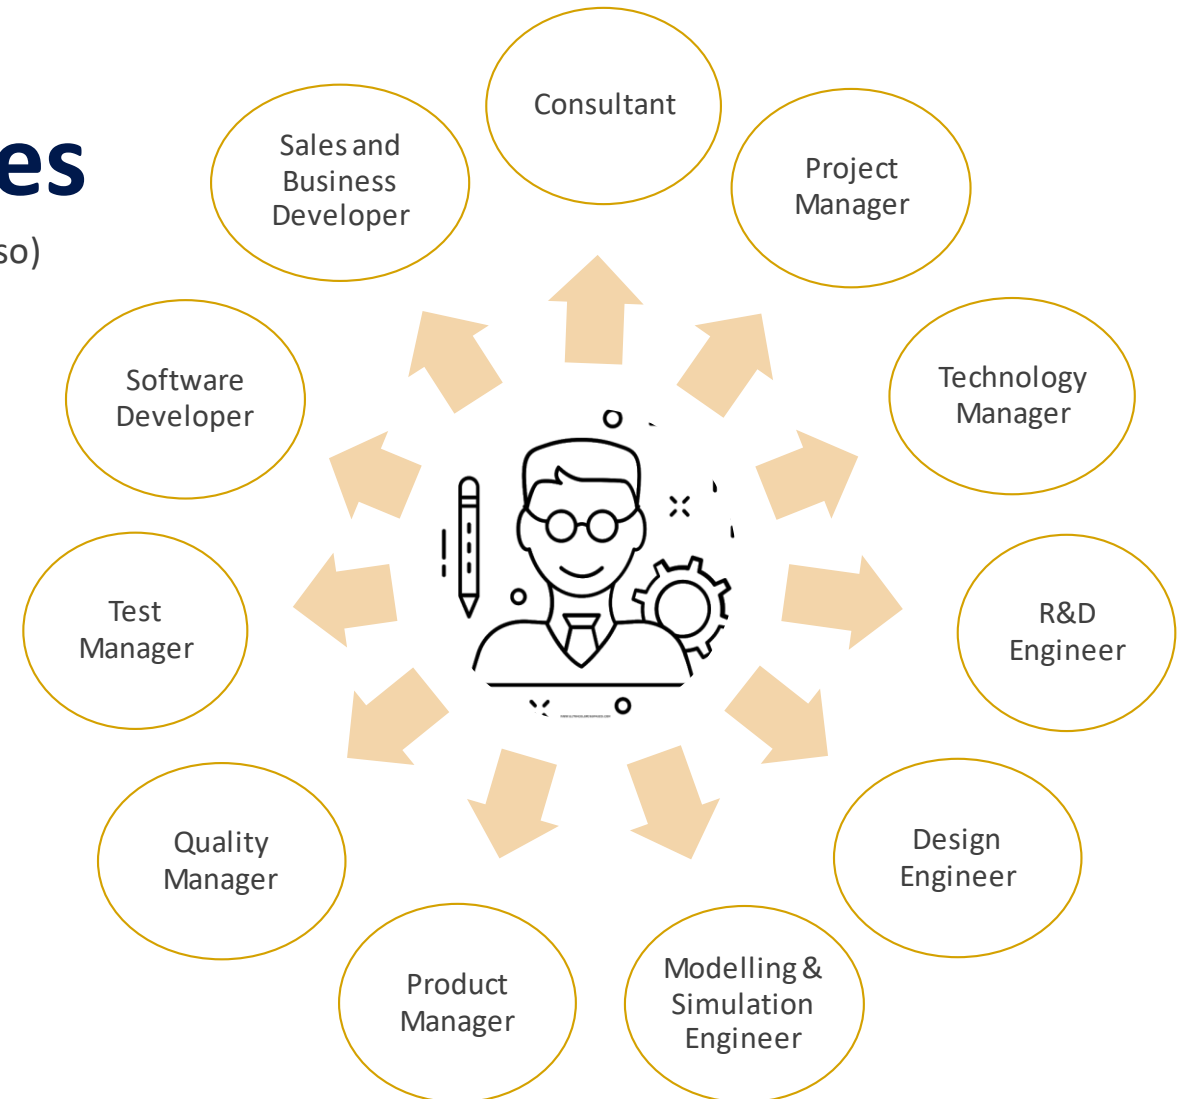 es
so)
Consultant
Project
Manager
Technology
Manager
R&D
Engineer
Design
Engineer
Modelling &
Simulation
Engineer
Product
Manager
Quality
Manager
Test
Manager
Software
Developer
Sales and
Business
Developer